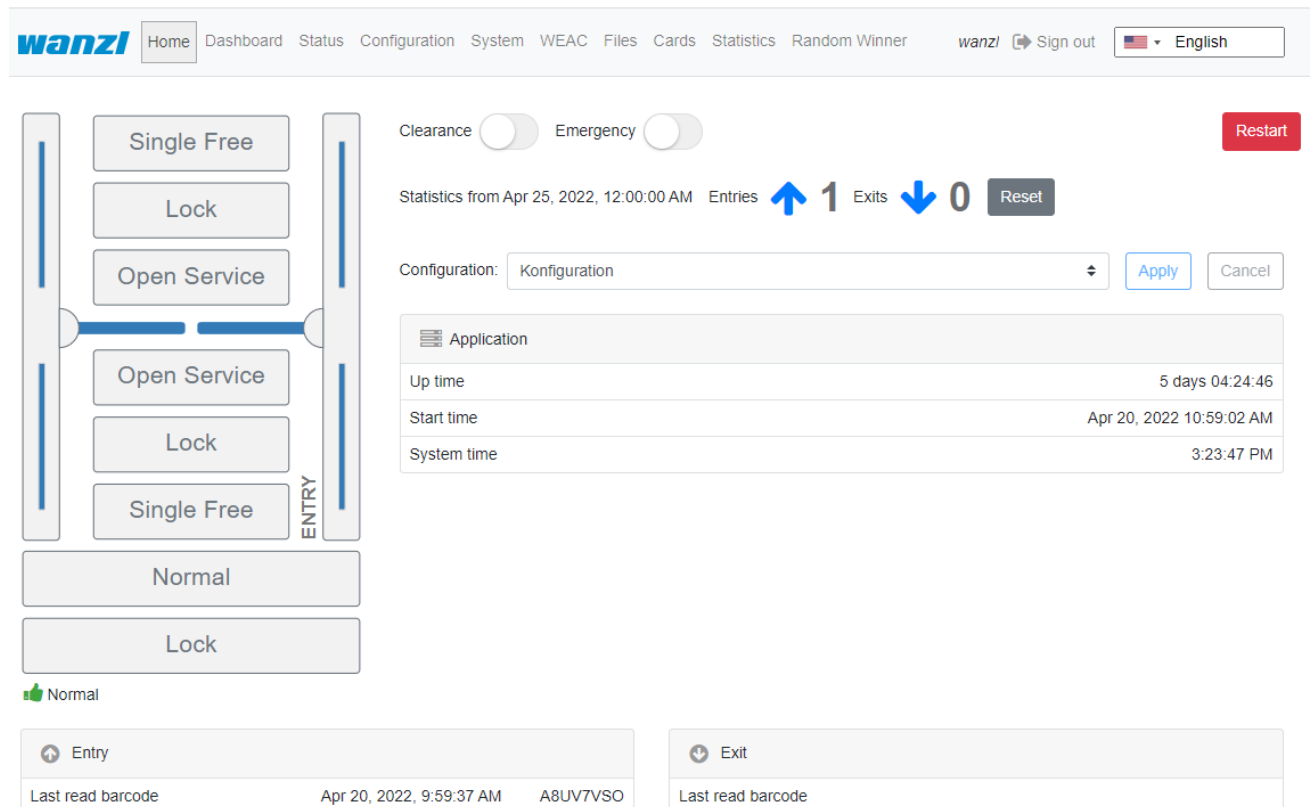 wanzl Home Dashboard Status Configuration System WEAC Files Cards Statistics Random Winner wanzl Sign out English
Single Free
Lock
Open Service
Open Service
Lock
Single Free
ENTRY
Normal
Lock
Normal
Clearance Emergency Restart
Statistics from Apr 25, 2022, 12:00:00 AM Entries 1 Exits 0 Reset
Configuration: Konfiguration Apply Cancel
Application
Up time 5 days 04:24:46
Start time Apr 20, 2022 10:59:02 AM
System time 3:23:47 PM
Entry
Last read barcode Apr 20, 2022, 9:59:37 AM A8UV7VSO
Exit
Last read barcode